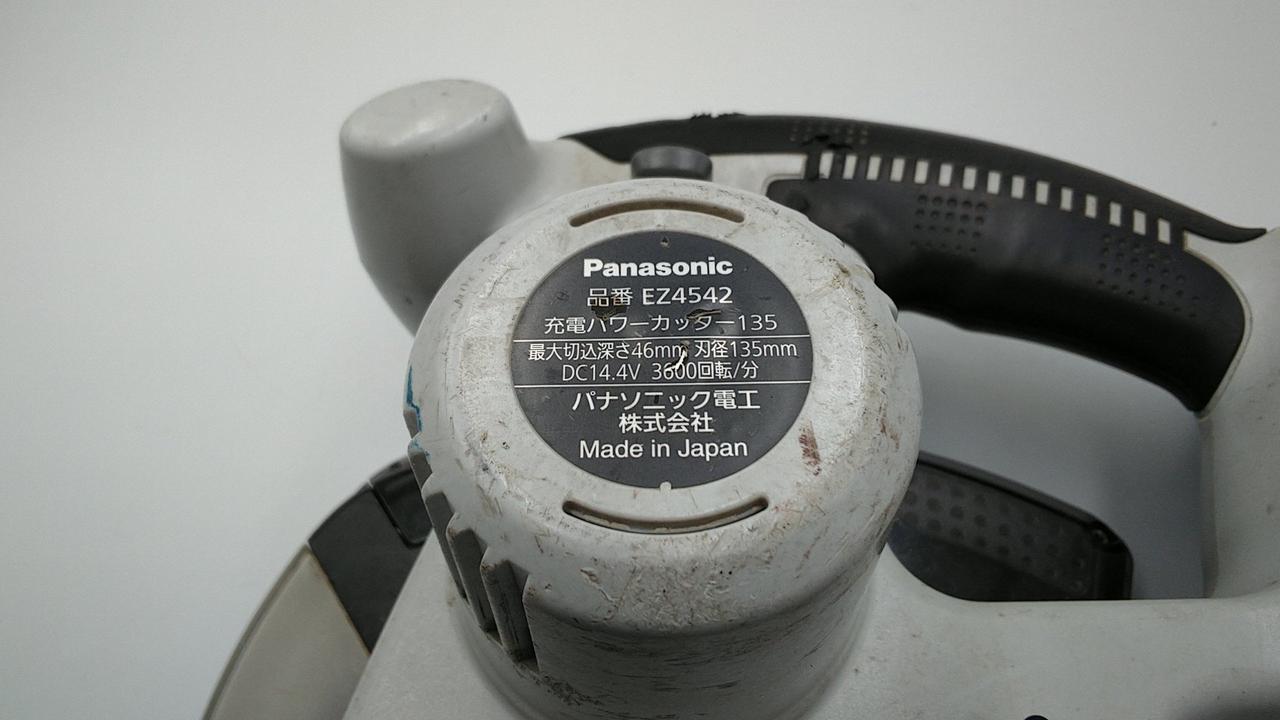 Panasonic
品番 EZ4542
充電パワーカッター135
最大切込深さ46mm 刃径135mm
DC14.4V 3600回転/分
パナソニック電工
株式会社
Made in Japan